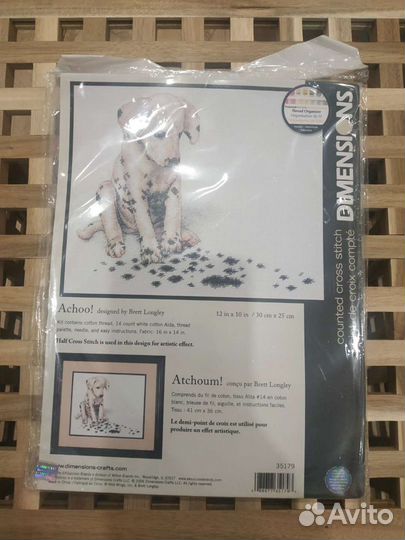 Thread Organizer
DIMENSIONS®
counted cross stitch
de croix compté
Achoo! designed by Brett Longley
12 in x 10 in / 30 cm x 25 cm
Kit contains cotton thread, 14 count white cotton Aida, thread
palette, needle, and easy instructions. Fabric: 16 in x 14 in.
Half Cross Stitch is used in this design for artistic effect.
Atchoum! conçu par Brett Longley
Comprends du fil de coton, tissu Aïda #14 en coton
blanc, trieuse de fil, aiguille, et instructions faciles.
Tissu : 41 cm x 36 cm.
Le demi-point de croix est utilisé pour
produire un effet artistique.
www.dimensions-crafts.com
35179
Avito